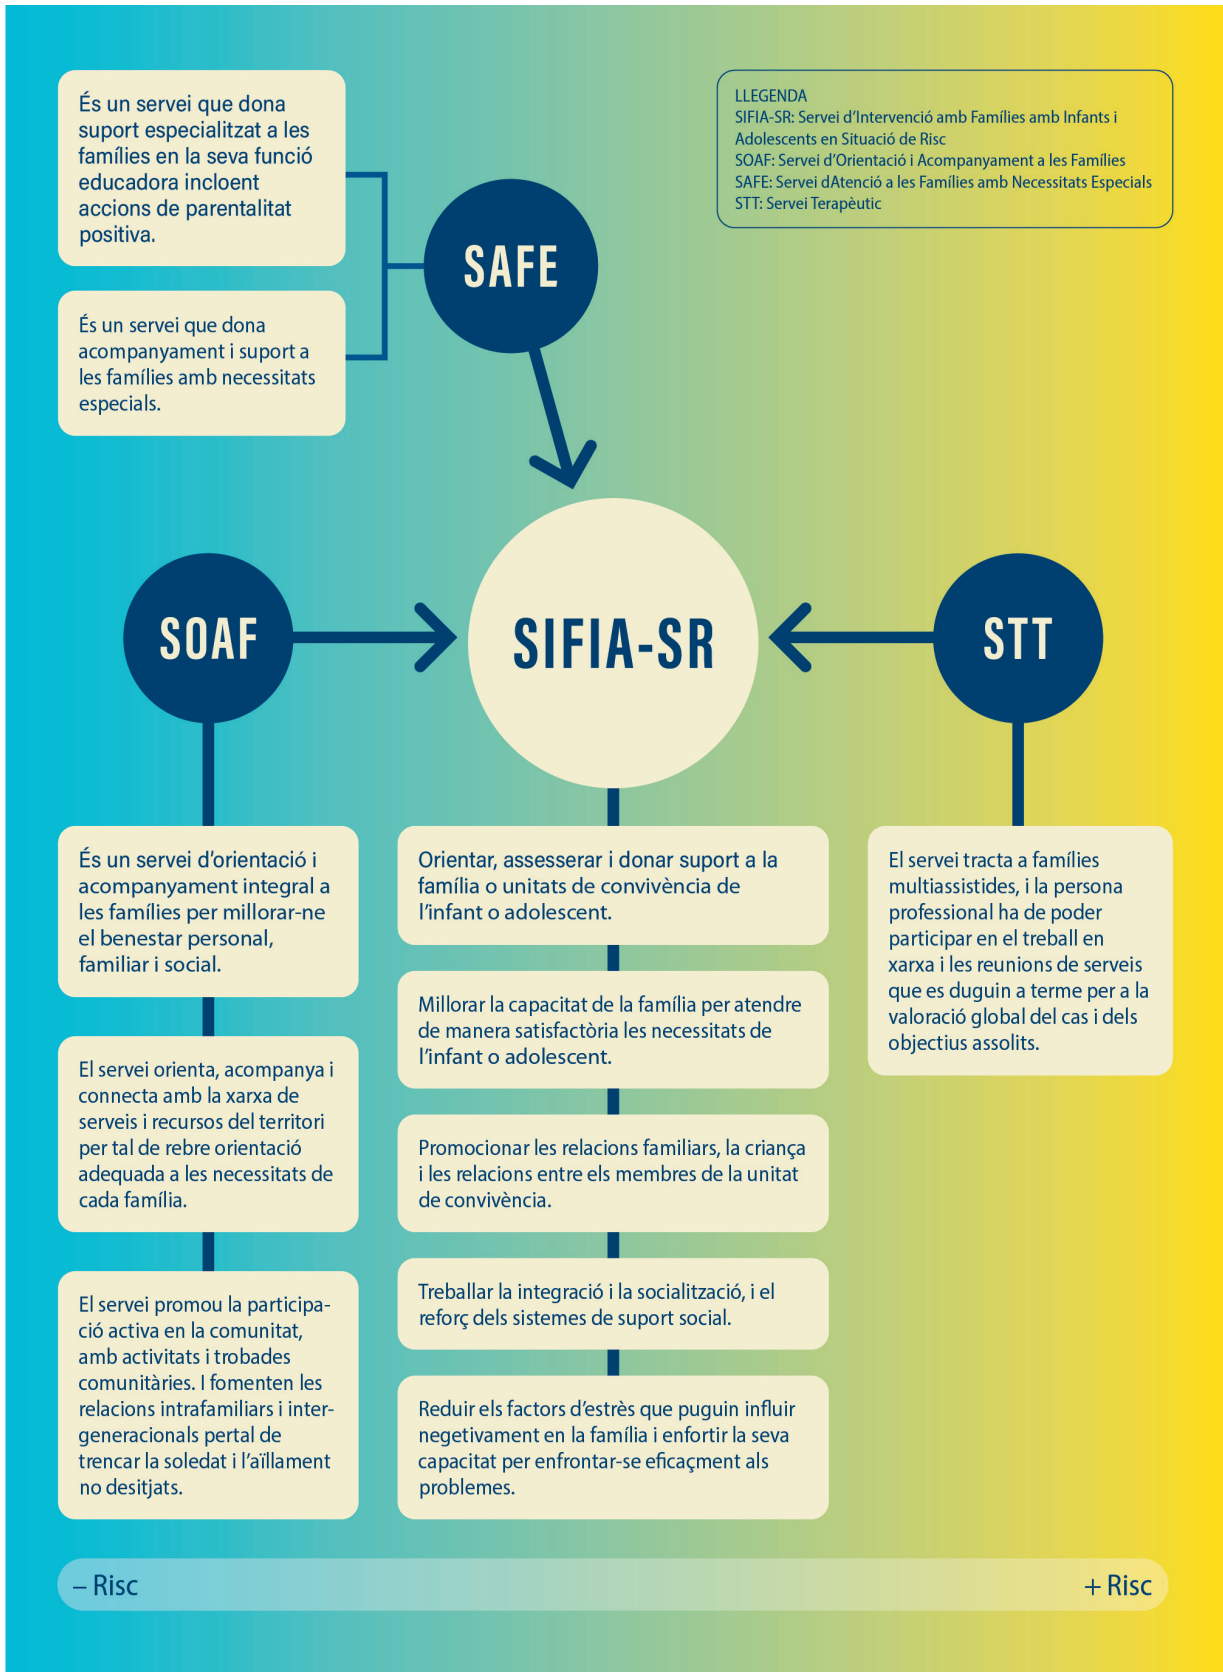 És un servei que dona
suport especialitzat a les
famílies en la seva funció
educadora incloent
accions de parentalitat
positiva.
És un servei que dona
acompanyament i suport a
les famílies amb necessitats
especials.
SAFE
LLEGENDA
SIFIA-SR: Servei d’Intervenció amb Famílies amb Infants i
Adolescents en Situació de Risc
SOAF: Servei d’Orientació i Acompanyament a les Famílies
SAFE: Servei dAtenció a les Famílies amb Necessitats Especials
STT: Servei Terapèutic
SOAF
SIFIA-SR
STT
És un servei d’orientació i
acompanyament integral a
les famílies per millorar-ne
el benestar personal,
familiar i social.
El servei orienta, acompanya i
connecta amb la xarxa de
serveis i recursos del territori
per tal de rebre orientació
adequada a les necessitats de
cada família.
El servei promou la participa-
ció activa en la comunitat,
amb activitats i trobades
comunitàries. I fomenten les
relacions intrafamiliars i inter-
generacionals pertal de
trencar la soledat i l’aïllament
no desitjats.
Orientar, assesserar i donar suport a la
família o unitats de convivència de
l’infant o adolescent.
Millorar la capacitat de la família per atendre
de manera satisfactòria les necessitats de
l’infant o adolescent.
Promocionar les relacions familiars, la criança
i les relacions entre els membres de la unitat
de convivència.
Treballar la integració i la socialització, i el
reforç dels sistemes de suport social.
Reduir els factors d’estrès que puguin influir
negetivament en la família i enfortir la seva
capacitat per enfrontar-se eficaçment als
problemes.
El servei tracta a famílies
multiassistides, i la persona
professional ha de poder
participar en el treball en
xarxa i les reunions de serveis
que es duguin a terme per a la
valoració global del cas i dels
objectius assolits.
– Risc
+ Risc